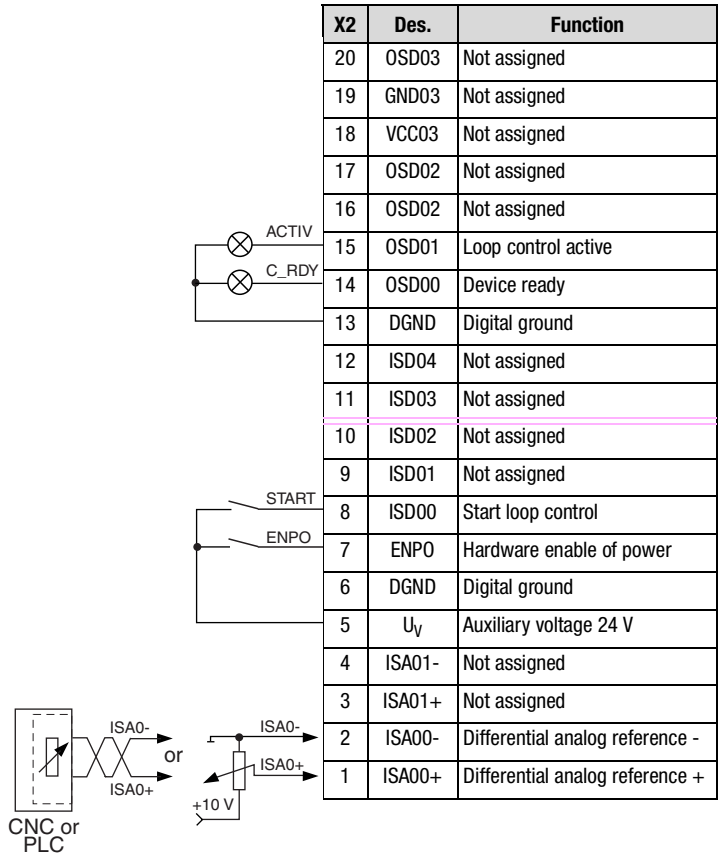 X2 Des. Function
20 OSD03 Not assigned
19 GND03 Not assigned
18 VCC03 Not assigned
17 OSD02 Not assigned
16 OSD02 Not assigned
ACTIV
15 OSD01 Loop control active
C_RDY
14 OSD00 Device ready
13 DGND Digital ground
12 ISD04 Not assigned
11 ISD03 Not assigned
10 ISD02 Not assigned
9 ISD01 Not assigned
START
8 ISD00 Start loop control
ENPO
7 ENPO Hardware enable of power
6 DGND Digital ground
5 UV Auxiliary voltage 24 V
4 ISA01- Not assigned
3 ISA01+ Not assigned
ISA0- or ISA0-
2 ISA00- Differential analog reference -
ISA0+ ISA0+
1 ISA00+ Differential analog reference +
+10 V
CNC or
PLC